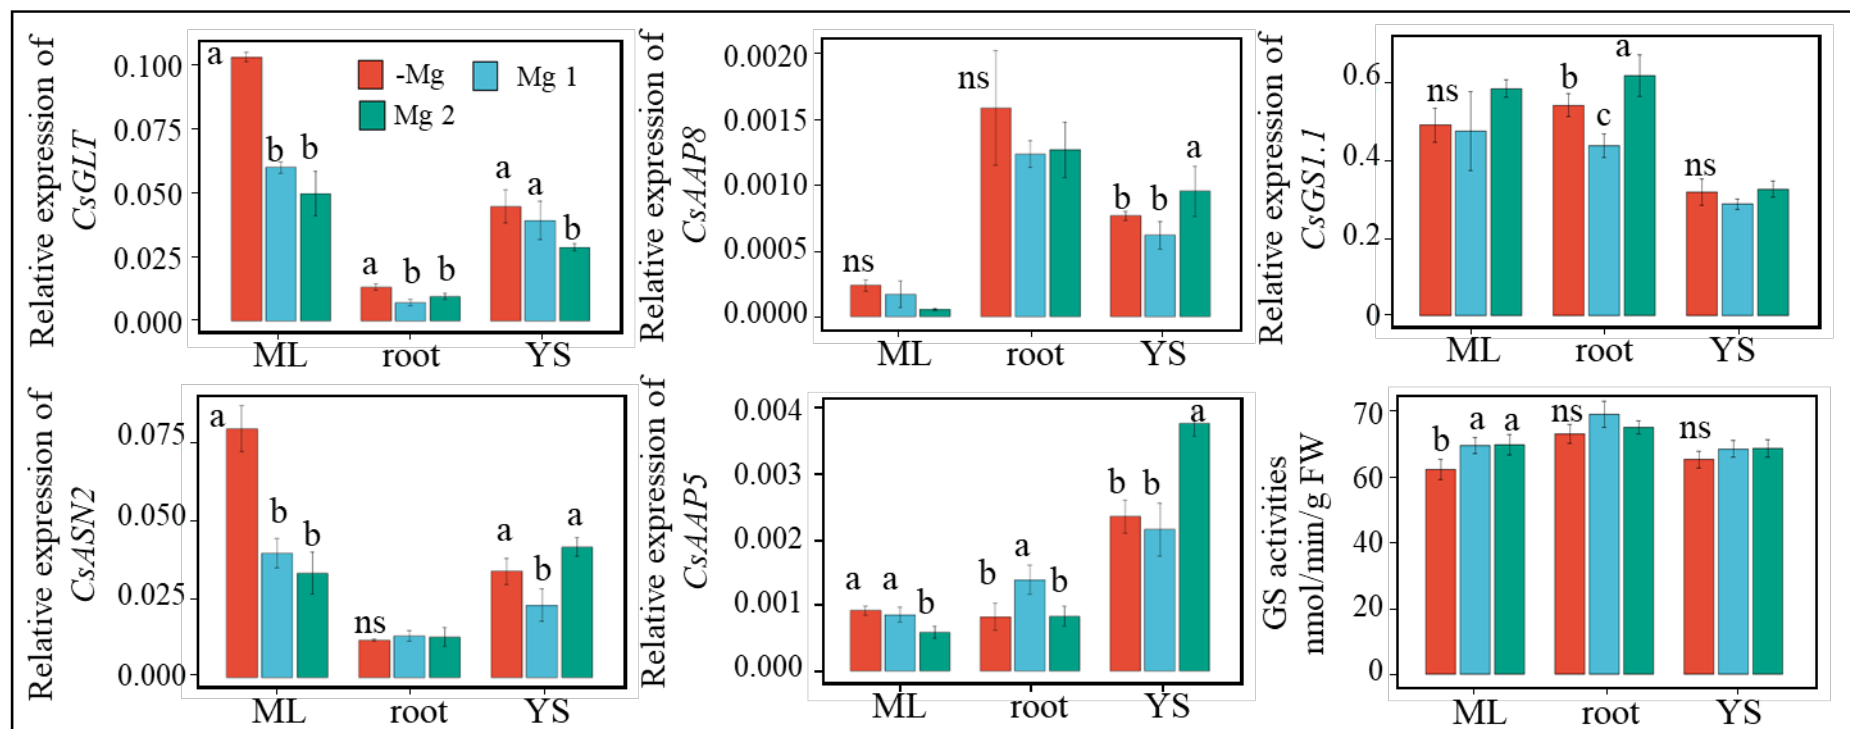 Relative expression of
CsGLT
0.100
0.075
0.050
0.025
0.000
a
b
b
a
b
b
a
a
b
-Mg
Mg 1
Mg 2
ML
root
YS
Relative expression of
CsAAP8
0.0020
0.0015
0.0010
0.0005
0.0000
ns
ns
b
b
a
ML
root
YS
Relative expression of
CsGS1.1
0.6
0.4
0.2
0
ns
b
c
a
ns
ML
root
YS
Relative expression of
CsASN2
0.075
0.050
0.025
0.000
a
b
b
ns
a
b
a
ML
root
YS
Relative expression of
CsAAP5
0.004
0.003
0.002
0.001
0.000
a
a
b
b
a
b
b
b
a
ML
root
YS
GS activities
nmol/min/g FW
70
60
40
20
0
b
a
a
ns
ns
ML
root
YS